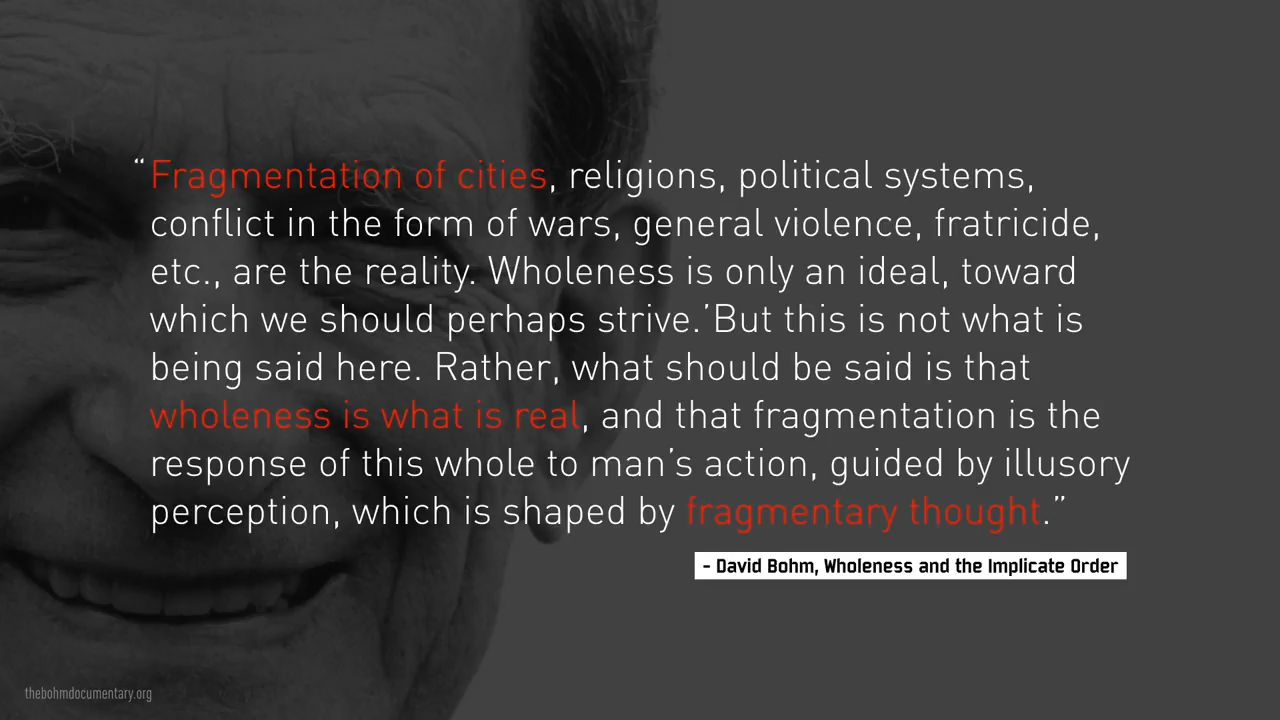 “Fragmentation of cities, religions, political systems,
conflict in the form of wars, general violence, fratricide,
etc., are the reality. Wholeness is only an ideal, toward
which we should perhaps strive.’But this is not what is
being said here. Rather, what should be said is that
wholeness is what is real, and that fragmentation is the
response of this whole to man’s action, guided by illusory
perception, which is shaped by fragmentary thought.”
- David Bohm, Wholeness and the Implicate Order
thebohmdocumentary.org